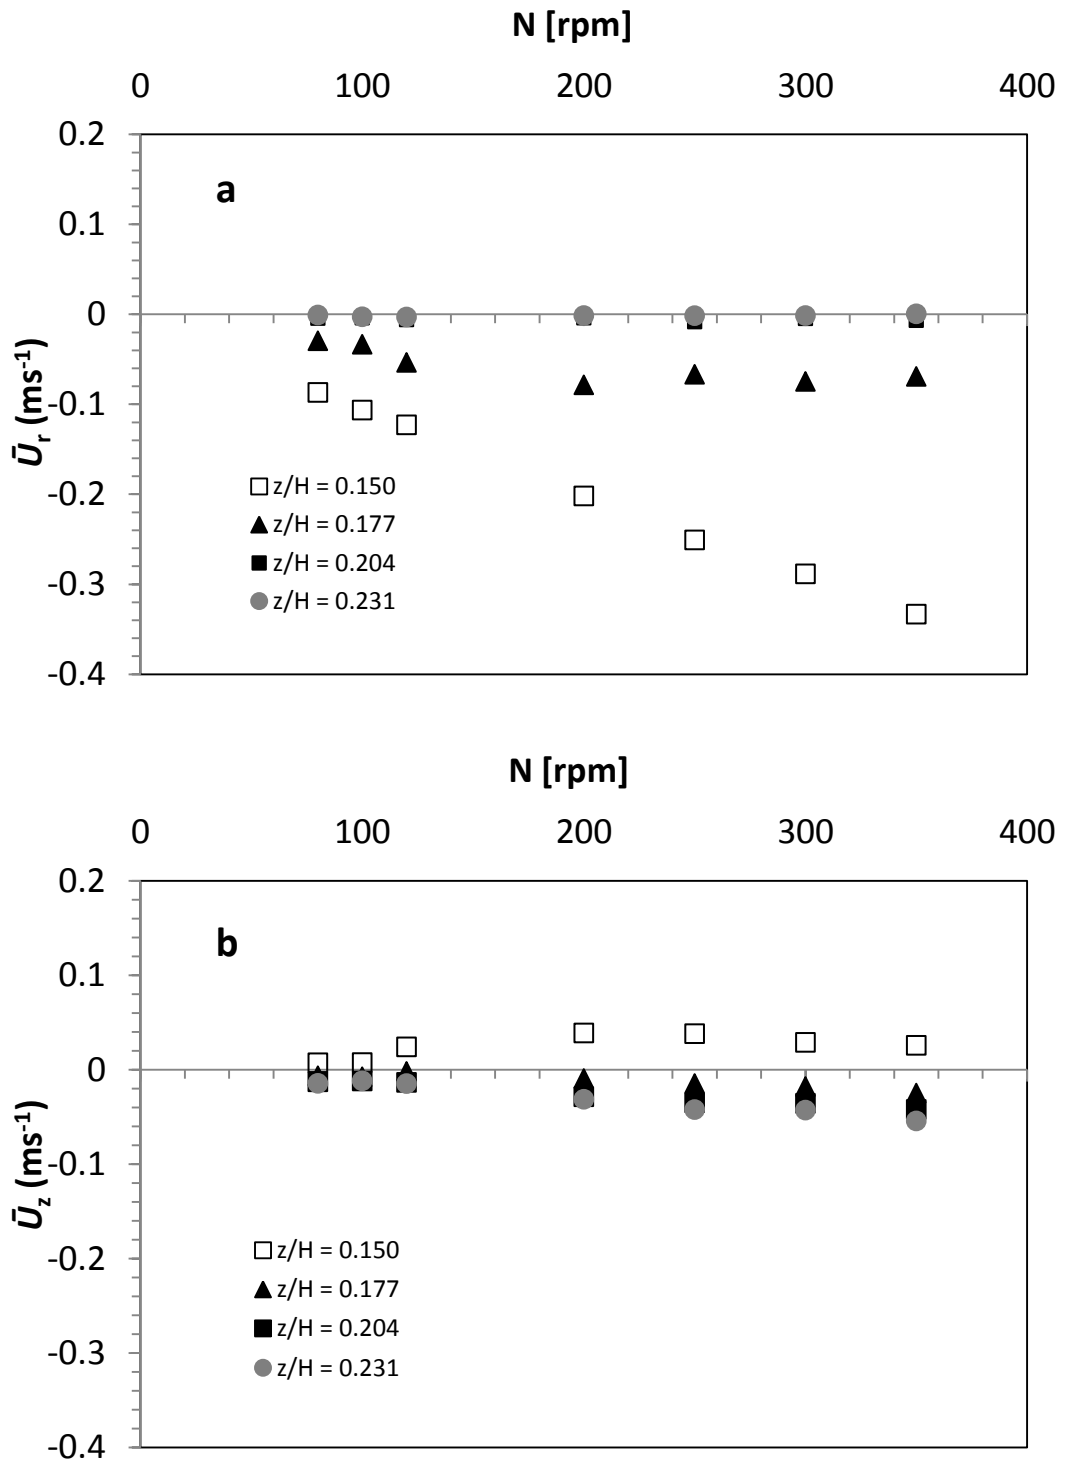 N [rpm]
0 100 200 300 400
0.2
a
0.1
0
-0.1
-0.2
-0.3
-0.4
Ūr (ms-1)
z/H = 0.150
z/H = 0.177
z/H = 0.204
z/H = 0.231
N [rpm]
0 100 200 300 400
0.2
b
0.1
0
-0.1
-0.2
-0.3
-0.4
Ūz (ms-1)
z/H = 0.150
z/H = 0.177
z/H = 0.204
z/H = 0.231